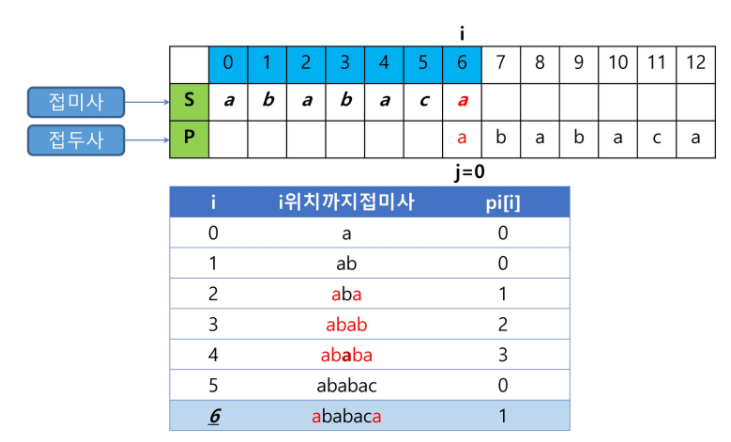 i
0 1 2 3 4 5 6 7 8 9 10 11 12
접미사 S a b a b a c a
접두사 P a b a b a c a
j=0
i i위치까지접미사 pi[i]
0 a 0
1 ab 0
2 aba 1
3 abab 2
4 ababa 3
5 ababac 0
6 ababaca 1